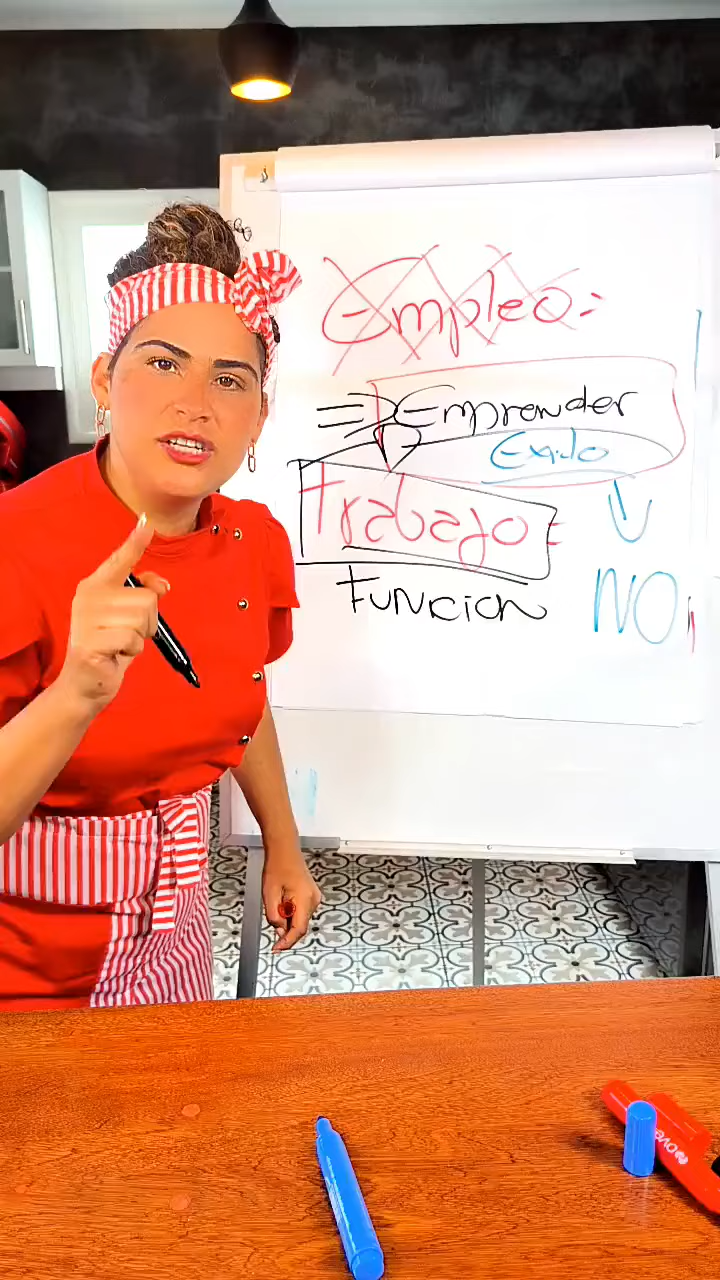 Empleo:
=> Emprender
Exito
Trabajo =
NO
Funcion